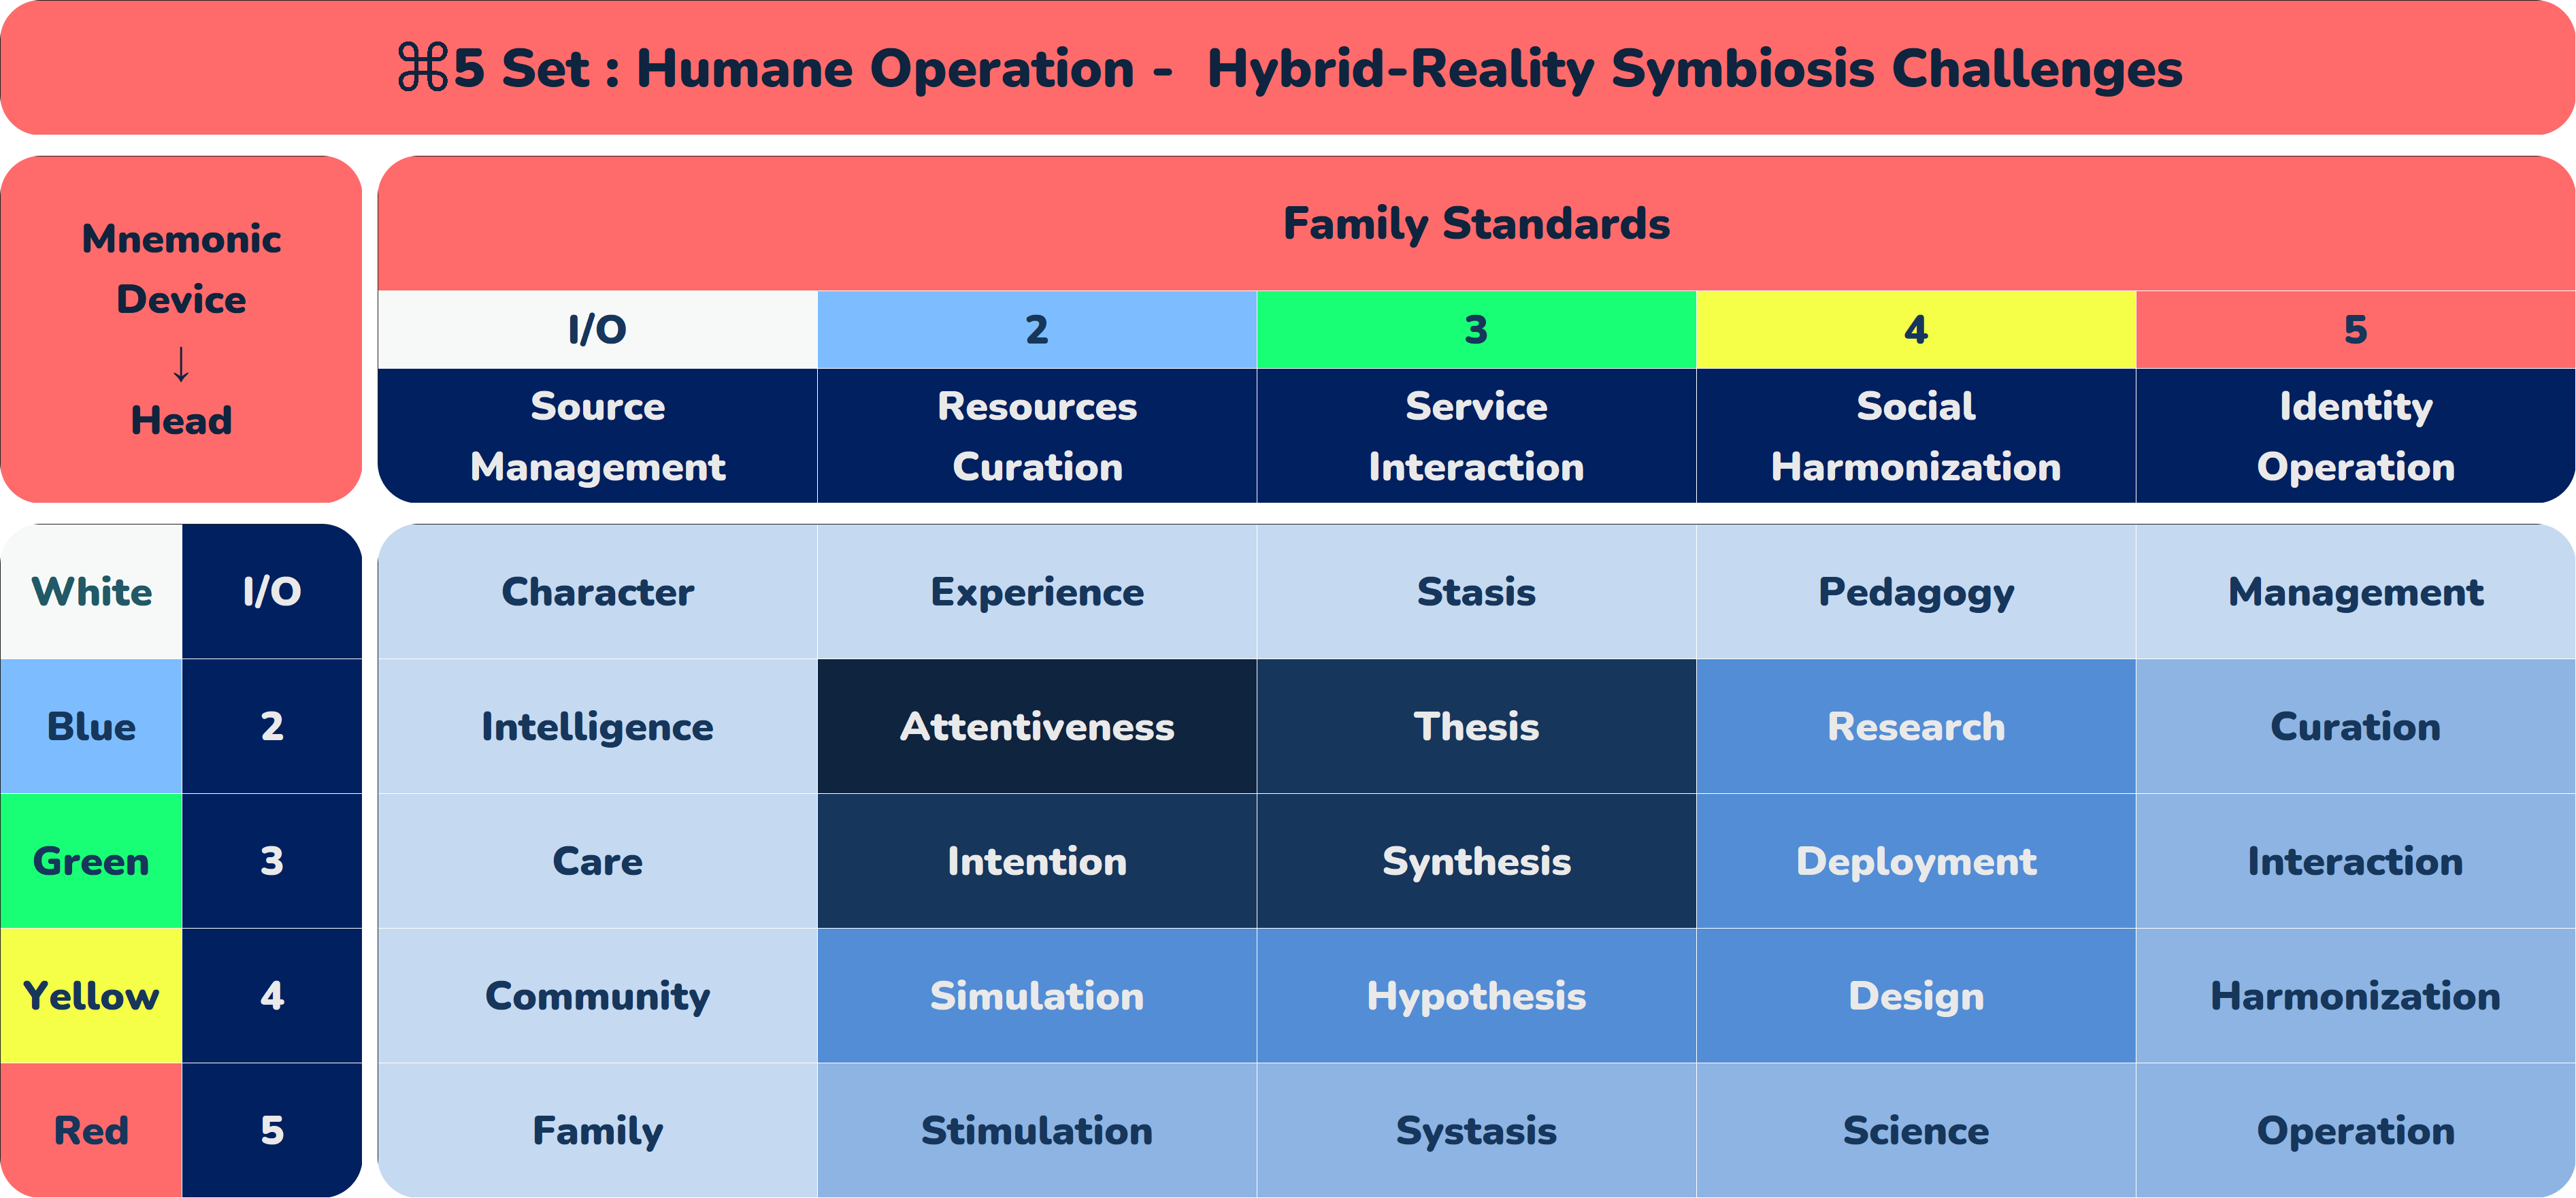 ⌘5 Set : Humane Operation - Hybrid-Reality Symbiosis Challenges
Mnemonic
Device
↓
Head
Family Standards
I/O 2 3 4 5
Source Resources Service Social Identity
Management Curation Interaction Harmonization Operation
White I/O Character Experience Stasis Pedagogy Management
Blue 2 Intelligence Attentiveness Thesis Research Curation
Green 3 Care Intention Synthesis Deployment Interaction
Yellow 4 Community Simulation Hypothesis Design Harmonization
Red 5 Family Stimulation Systasis Science Operation